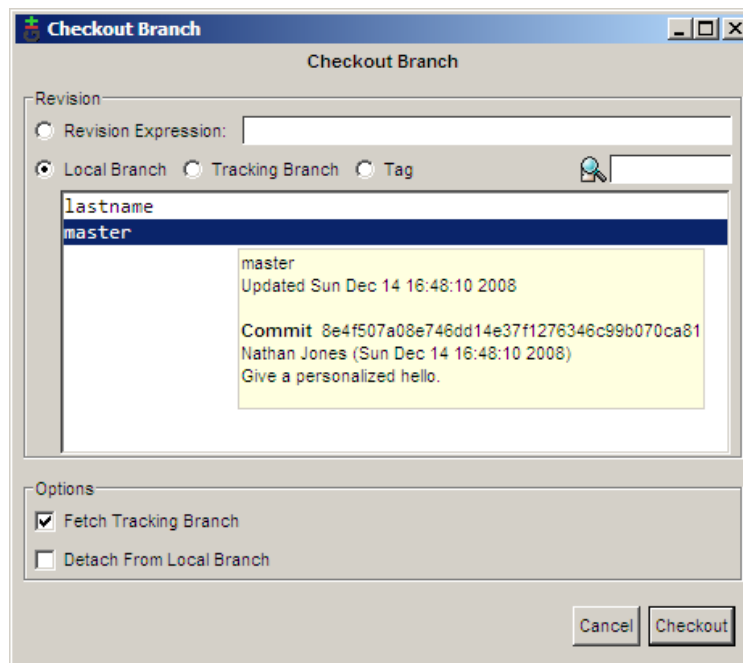 Checkout Branch
Checkout Branch
Revision
Revision Expression:
Local Branch Tracking Branch Tag
lastname
master
master
Updated Sun Dec 14 16:48:10 2008
Commit 8e4f507a08e746dd14e37f1276346c99b070ca81
Nathan Jones (Sun Dec 14 16:48:10 2008)
Give a personalized hello.
Options
Fetch Tracking Branch
Detach From Local Branch
Cancel Checkout